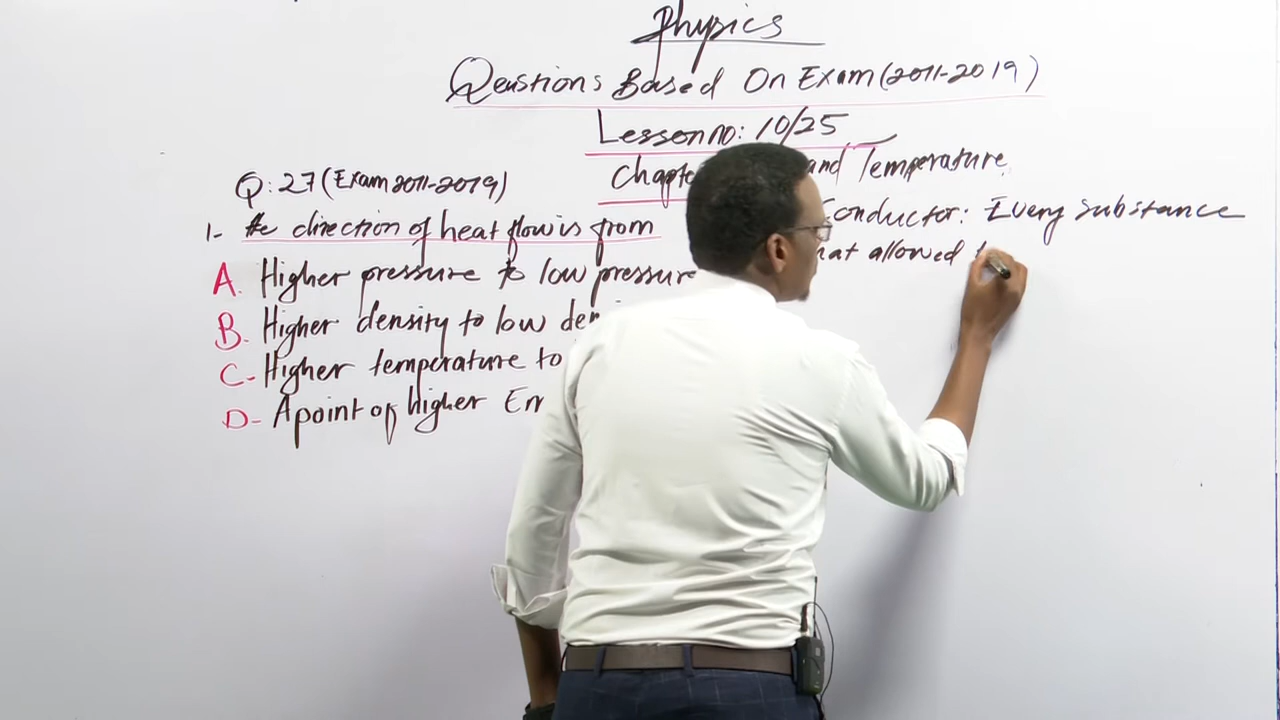 Physics
Qeustions Based On Exam (2011-2019)
Lesson no: 10/25
and Temperature
Q: 27 (Exam 2011-2019)
1- the direction of heat flow is from
A. Higher pressure to low pressure
B. Higher density to low
C- Higher temperature to
D- A point of higher
Conductor: Every substance
allowed